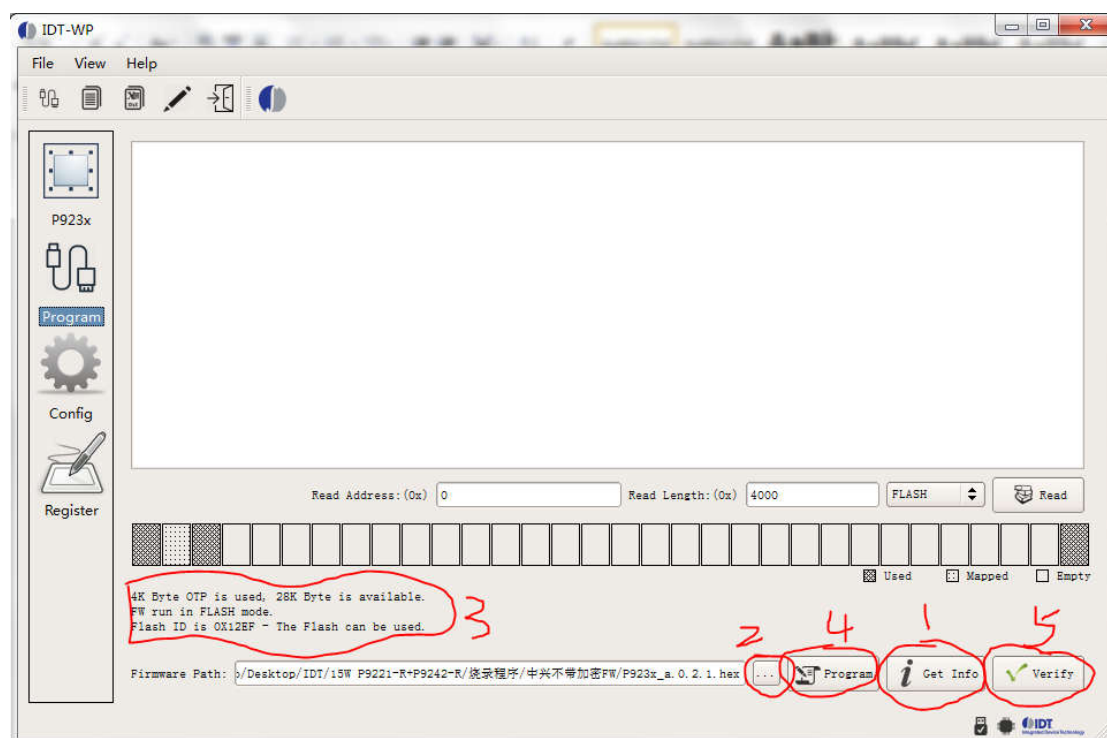 IDT-WP
File View Help
P923x
Program
Config
Register
Read Address:(0x) 0 Read Length:(0x) 4000 FLASH Read
Used Mapped Empty
4K Byte OTP is used, 28K Byte is available.
FW run in FLASH mode.
Flash ID is 0X12EF - The Flash can be used.
3
2 4 1 5
Firmware Path: ɔ/Desktop/IDT/15W P9221-R+P9242-R/烧录程序/中兴不带加密FW/P923x_a.0.2.1.hex ... Program Get Info Verify
IDT